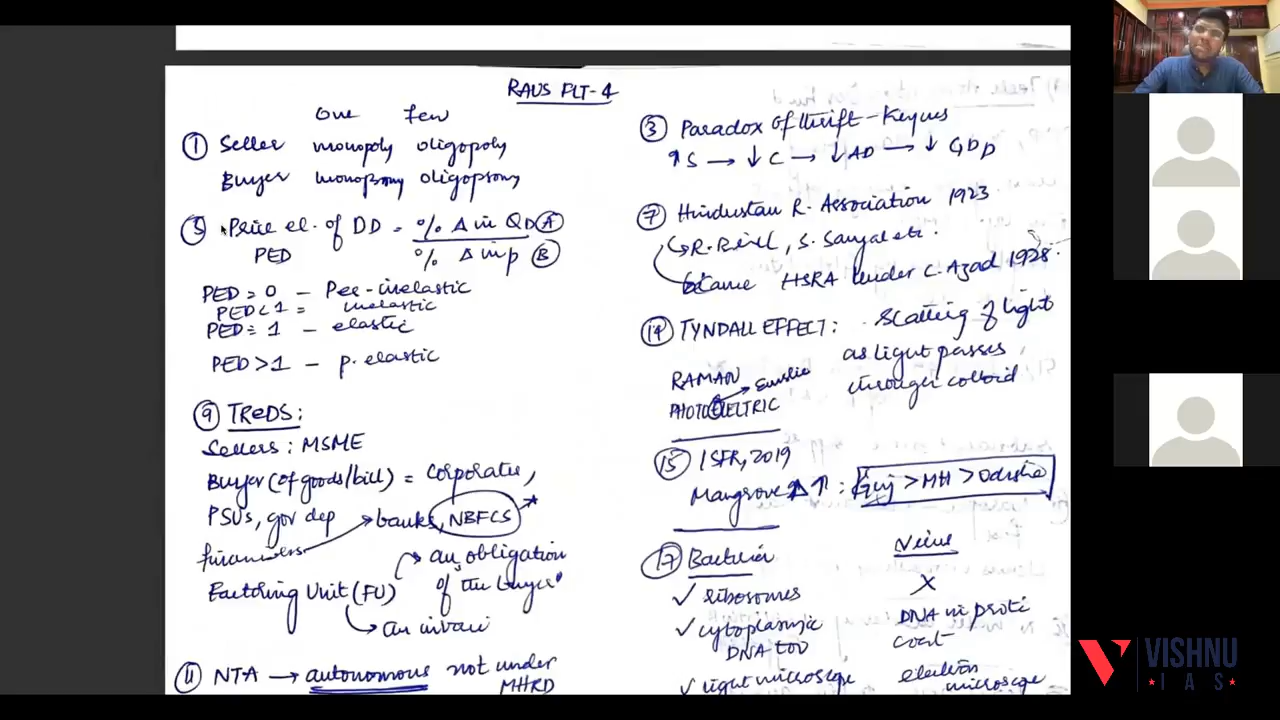 RAUS PLT-4
One few
① Seller monopoly oligopoly
Buyer monopsony oligopsony
⑤ Price el. of DD = % Δ in QD Ⓐ
PED % Δ in p Ⓑ
PED = 0 - Per-inelastic
PED < 1 = inelastic
PED = 1 - elastic
PED > 1 - p. elastic
⑨ TReDS:
Sellers: MSME
Buyer (of goods/bill) = Corporates,
PSUs, gov dep → banks, NBFCS *
financiers
→ an obligation
Factoring Unit (FU) of the buyer
→ An invoi
⑪ NTA → autonomous not under
MHRD
③ Paradox of thrift - Keynes
↑S → ↓C → ↓AD → ↓ GDP
⑦ Hindustan R. Association 1923
→ R. Bismil, S. Sanyal etc.
became HSRA under C. Azad 1928.
⑭ TYNDALL EFFECT: Scatting of light
as light passes
through colloid
RAMAN
PHOTOELECTRIC
⑮ ISFR, 2019
Mangrove ↑ : Guj > MH > Odisha
⑰ Bacteria Virus
✓ ribosomes X
✓ cytoplasmic DNA in protei
DNA too coat
✓ light microscope electron
microscope
VISHNU
IAS